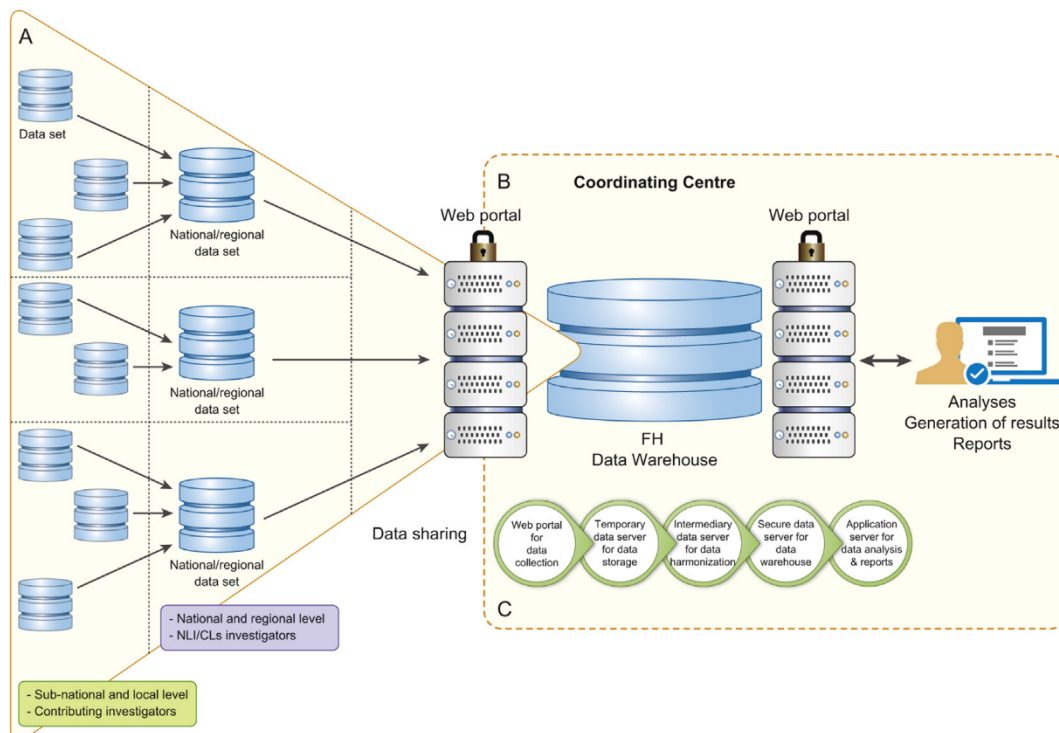 A
Data set
National/regional
data set
National/regional
data set
National/regional
data set
- National and regional level
- NLI/CLs investigators
- Sub-national and local level
- Contributing investigators
Data sharing
B
Coordinating Centre
Web portal
Web portal
FH
Data Warehouse
Analyses
Generation of results
Reports
Web portal
for
data
collection
Temporary
data server
for data
storage
Intermediary
data server
for data
harmonization
Secure data
server for
data
warehouse
Application
server for
data analysis
& reports
C